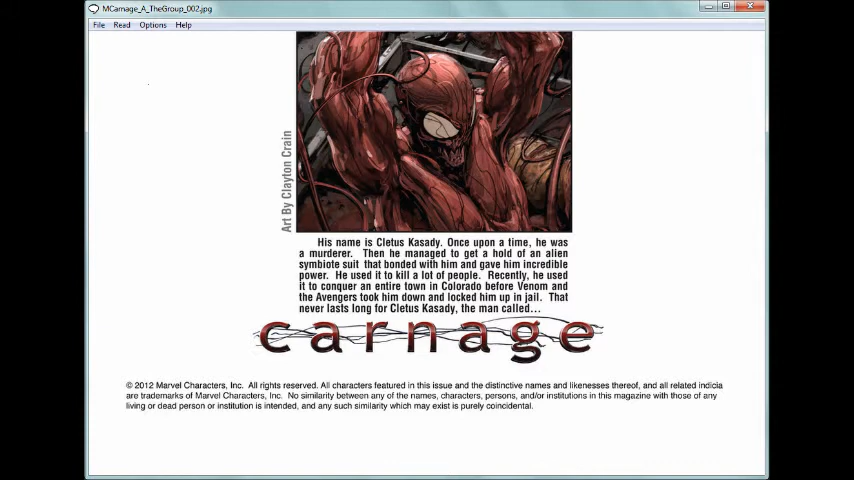 MCarnage_A_TheGroup_002.jpg
File Read Options Help
Art By Clayton Crain
His name is Cletus Kasady. Once upon a time, he was
a murderer. Then he managed to get a hold of an alien
symbiote suit that bonded with him and gave him incredible
power. He used it to kill a lot of people. Recently, he used
it to conquer an entire town in Colorado before Venom and
the Avengers took him down and locked him up in jail. That
never lasts long for Cletus Kasady, the man called...
carnage
© 2012 Marvel Characters, Inc. All rights reserved. All characters featured in this issue and the distinctive names and likenesses thereof, and all related indicia
are trademarks of Marvel Characters, Inc. No similarity between any of the names, characters, persons, and/or institutions in this magazine with those of any
living or dead person or institution is intended, and any such similarity which may exist is purely coincidental.